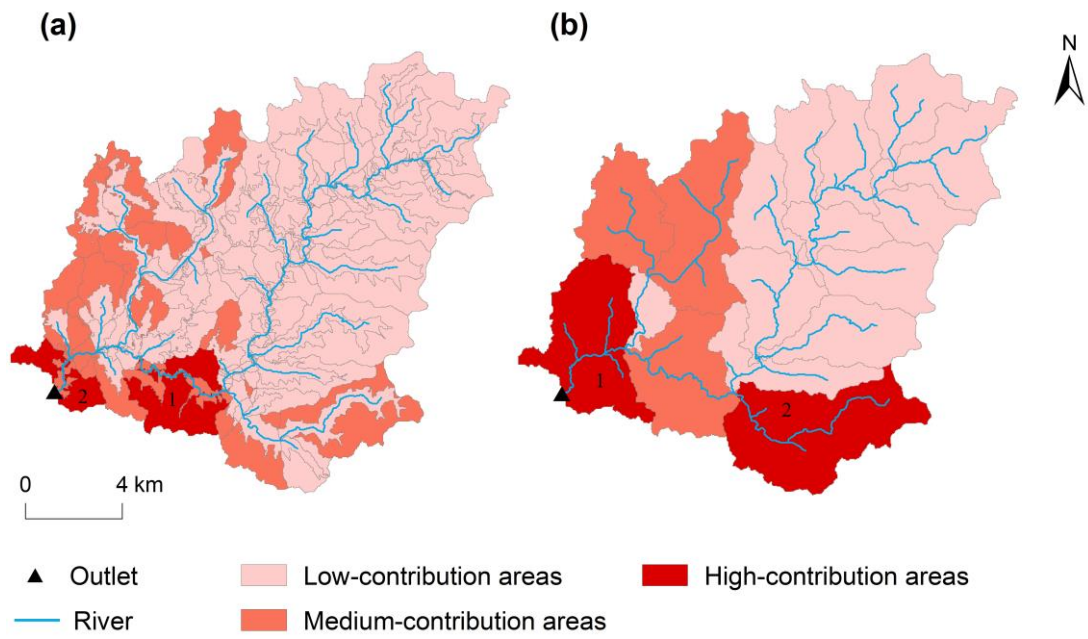 (a)
(b)
N
2
1
1
2
0 4 km
Outlet
Low-contribution areas
High-contribution areas
River
Medium-contribution areas